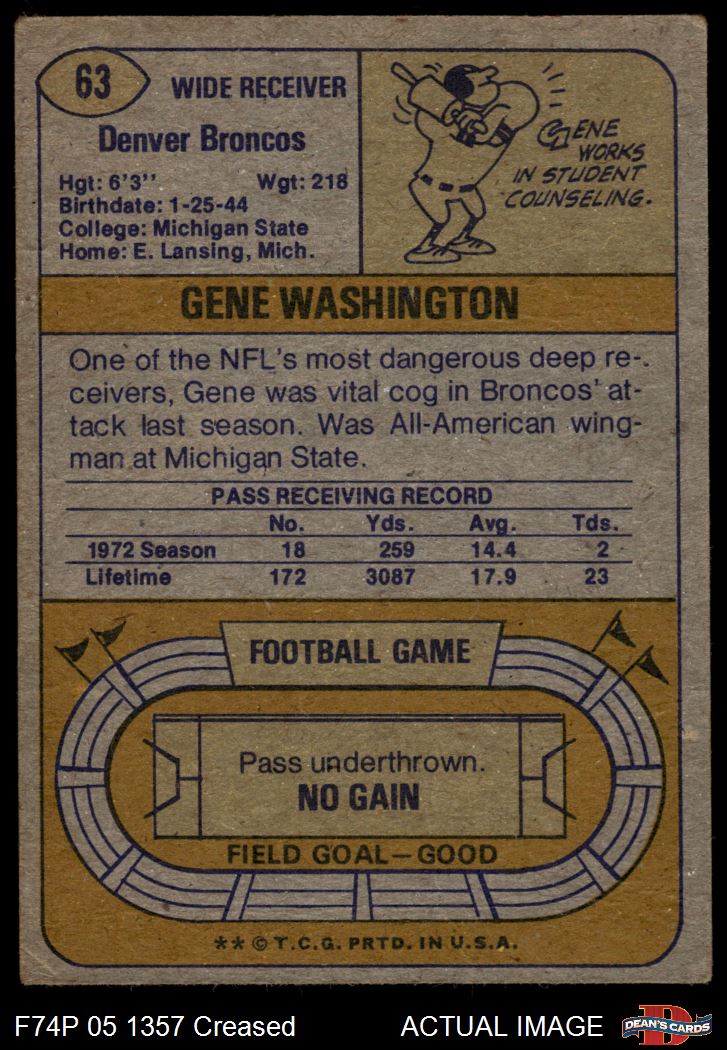 63
WIDE RECEIVER
Denver Broncos
Hgt: 6'3'' Wgt: 218
Birthdate: 1-25-44
College: Michigan State
Home: E. Lansing, Mich.
GENE
WORKS
IN STUDENT
COUNSELING.
GENE WASHINGTON
One of the NFL's most dangerous deep re-
ceivers, Gene was vital cog in Broncos' at-
tack last season. Was All-American wing-
man at Michigan State.
PASS RECEIVING RECORD
No. Yds. Avg. Tds.
1972 Season 18 259 14.4 2
Lifetime 172 3087 17.9 23
FOOTBALL GAME
Pass underthrown.
NO GAIN
FIELD GOAL—GOOD
** © T.C.G. PRTD. IN U.S.A.
F74P 05 1357 Creased ACTUAL IMAGE
D
DEAN'S CARDS